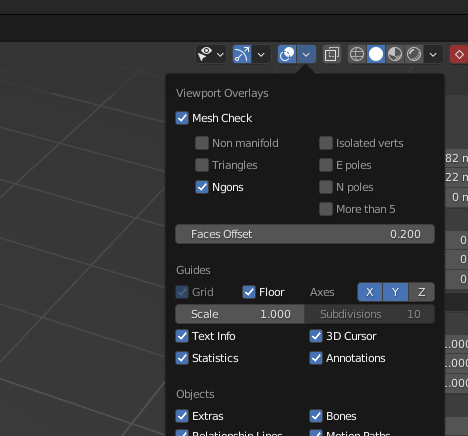 Viewport Overlays
Mesh Check
Non manifold Isolated verts
Triangles E poles
Ngons N poles
More than 5
Faces Offset 0.200
Guides
Grid Floor Axes X Y Z
Scale 1.000 Subdivisions 10
Text Info 3D Cursor
Statistics Annotations
Objects
Extras Bones
Relationship Lines Motion Paths
82 m
22 m
0 m
0
0
0
1.000
1.000
1.000